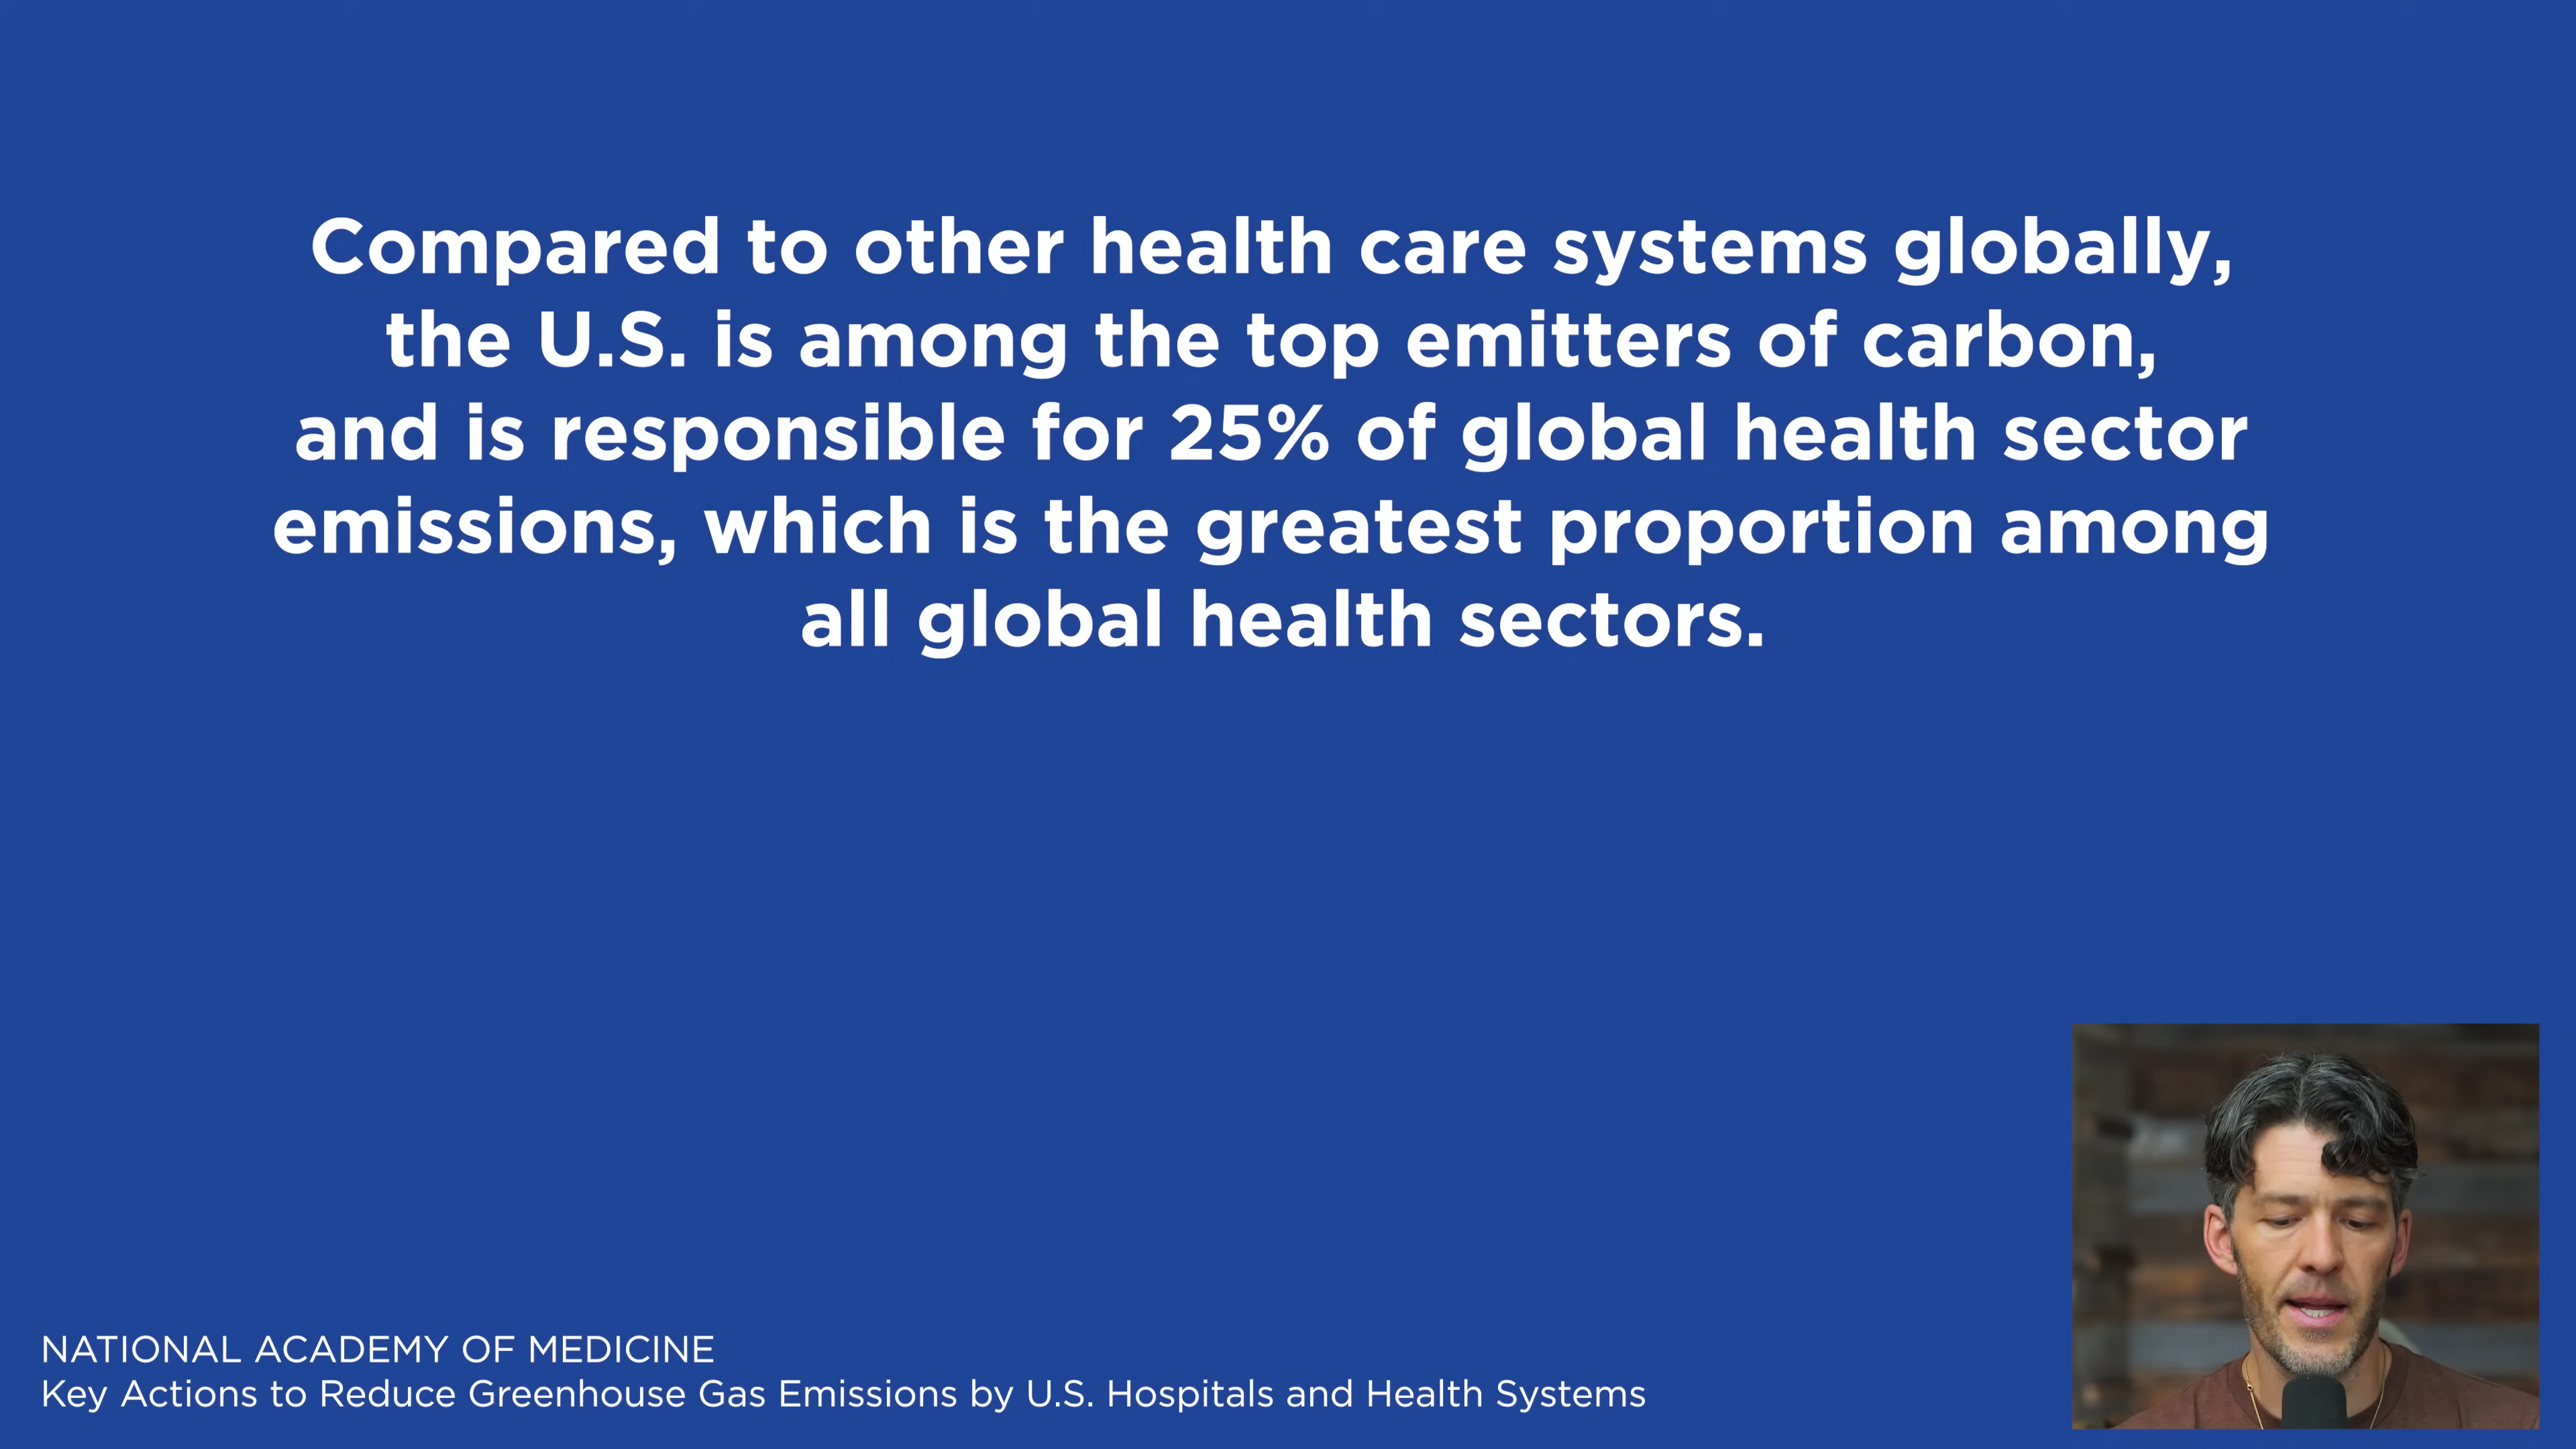 Compared to other health care systems globally,
the U.S. is among the top emitters of carbon,
and is responsible for 25% of global health sector
emissions, which is the greatest proportion among
all global health sectors.
NATIONAL ACADEMY OF MEDICINE
Key Actions to Reduce Greenhouse Gas Emissions by U.S. Hospitals and Health Systems